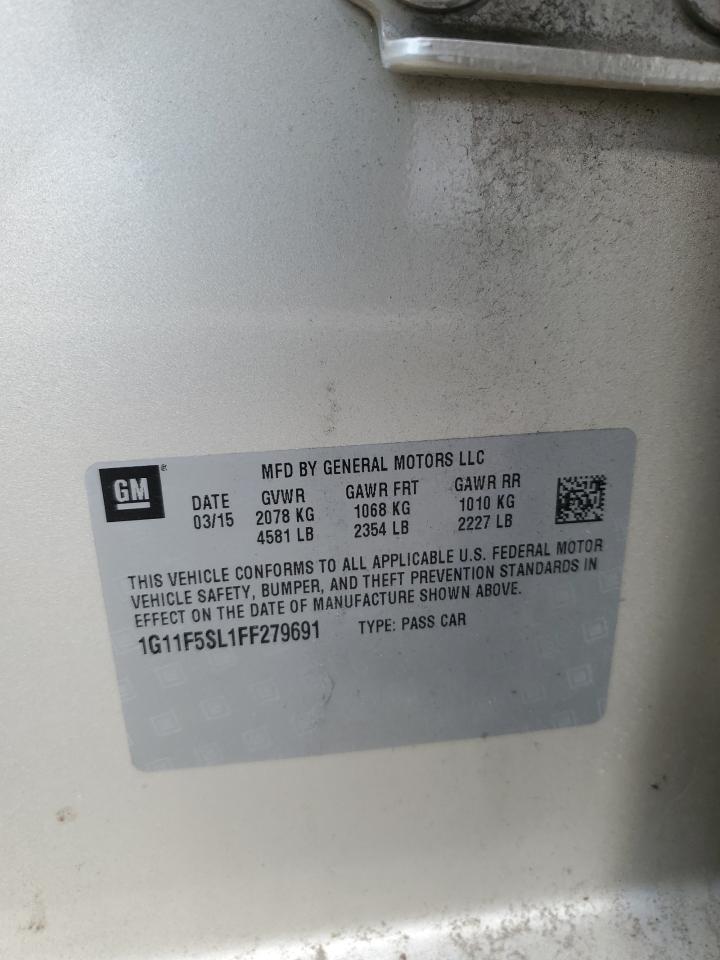 GM
MFD BY GENERAL MOTORS LLC
DATE GVWR GAWR FRT GAWR RR
03/15 2078 KG 1068 KG 1010 KG
4581 LB 2354 LB 2227 LB
THIS VEHICLE CONFORMS TO ALL APPLICABLE U.S. FEDERAL MOTOR
VEHICLE SAFETY, BUMPER, AND THEFT PREVENTION STANDARDS IN
EFFECT ON THE DATE OF MANUFACTURE SHOWN ABOVE.
1G11F5SL1FF279691 TYPE: PASS CAR